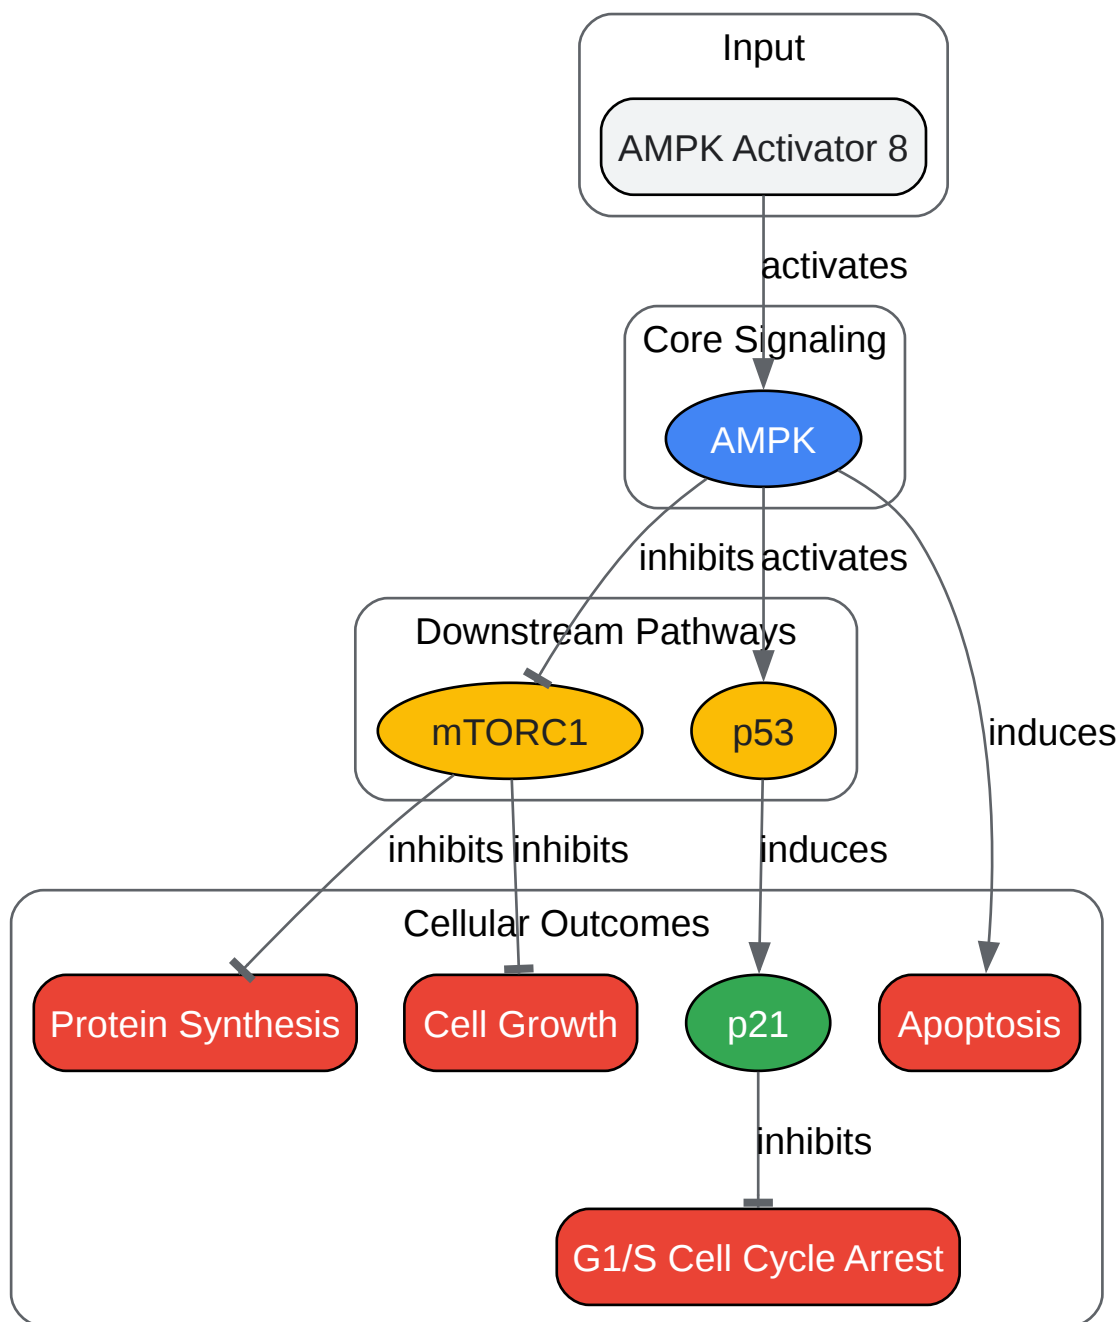 Input
AMPK Activator 8
activates
Core Signaling
AMPK
inhibits
activates
Downstream Pathways
mTORC1
p53
induces
inhibits
inhibits
induces
Cellular Outcomes
Protein Synthesis
Cell Growth
p21
Apoptosis
inhibits
G1/S Cell Cycle Arrest